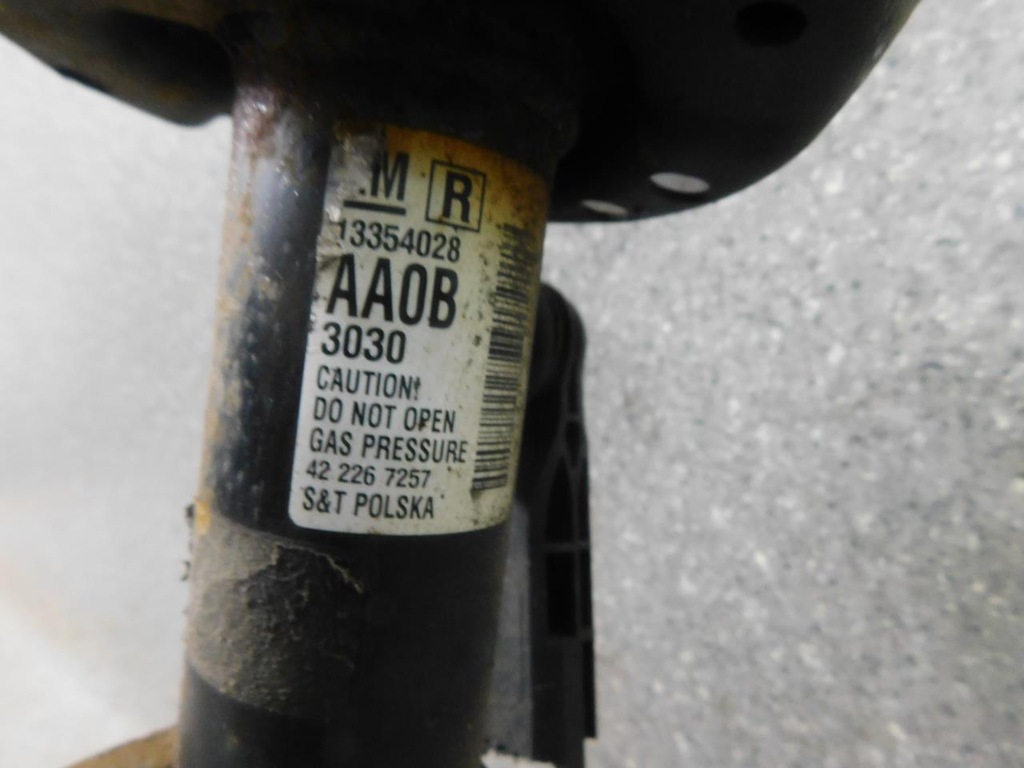 M R
13354028
AA0B
3030
CAUTION!
DO NOT OPEN
GAS PRESSURE
42 226 7257
S&T POLSKA